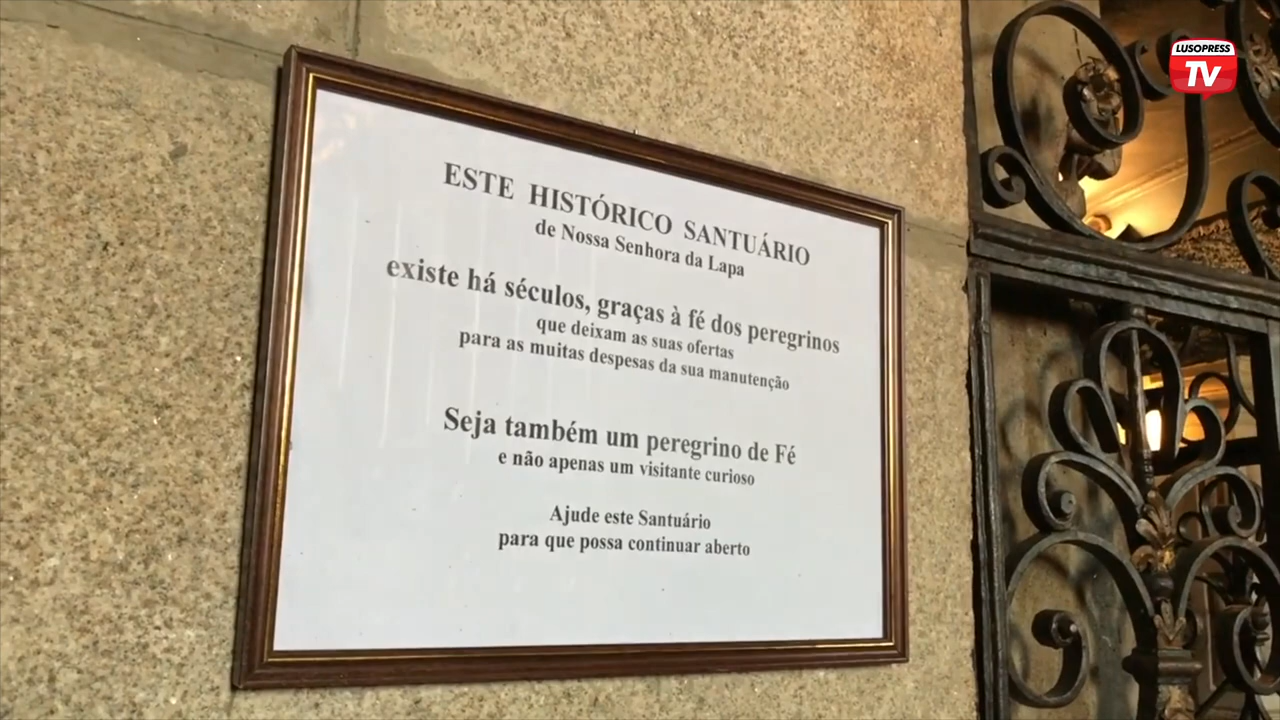 LUSOPRESS
TV
ESTE HISTÓRICO SANTUÁRIO
de Nossa Senhora da Lapa
existe há séculos, graças à fé dos peregrinos
que deixam as suas ofertas
para as muitas despesas da sua manutenção
Seja também um peregrino de Fé
e não apenas um visitante curioso
Ajude este Santuário
para que possa continuar aberto